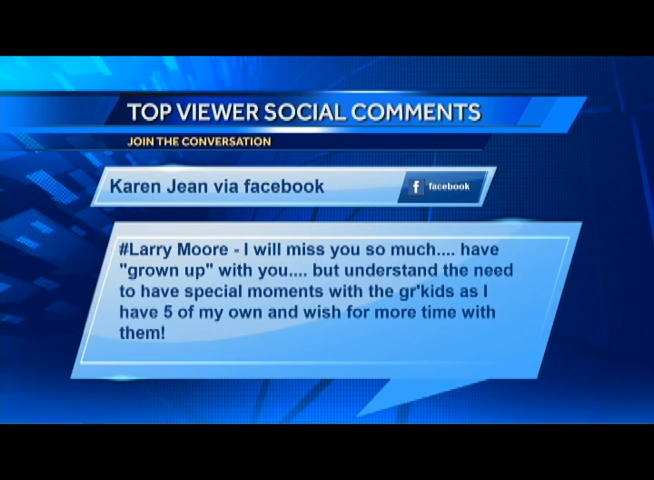 TOP VIEWER SOCIAL COMMENTS
JOIN THE CONVERSATION
Karen Jean via facebook
f facebook
#Larry Moore - I will miss you so much.... have
"grown up" with you.... but understand the need
to have special moments with the gr'kids as I
have 5 of my own and wish for more time with
them!